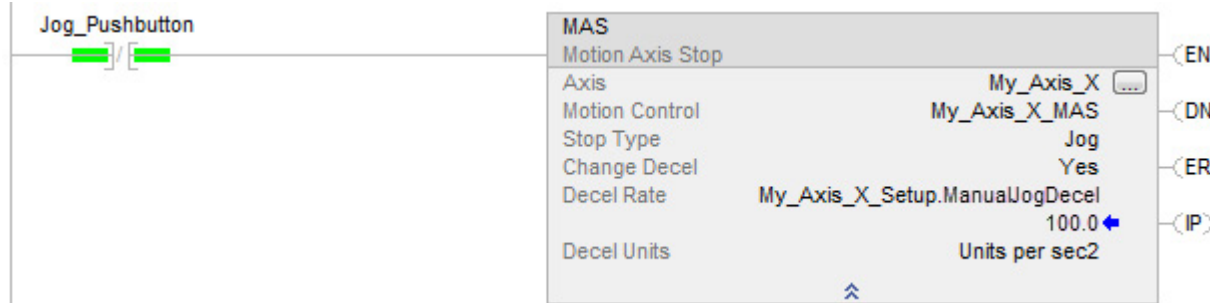 Jog_Pushbutton
MAS
Motion Axis Stop
EN
Axis My_Axis_X ...
DN
Motion Control My_Axis_X_MAS
Stop Type Jog
ER
Change Decel Yes
Decel Rate My_Axis_X_Setup.ManualJogDecel
100.0
IP
Decel Units Units per sec2